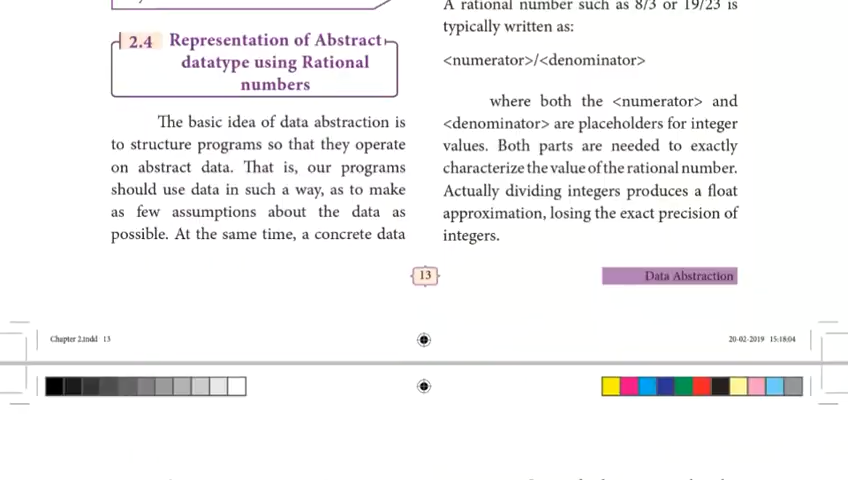 2.4 Representation of Abstract
datatype using Rational
numbers
The basic idea of data abstraction is
to structure programs so that they operate
on abstract data. That is, our programs
should use data in such a way, as to make
as few assumptions about the data as
possible. At the same time, a concrete data
A rational number such as 8/3 or 19/23 is
typically written as:
<numerator>/<denominator>
where both the <numerator> and
<denominator> are placeholders for integer
values. Both parts are needed to exactly
characterize the value of the rational number.
Actually dividing integers produces a float
approximation, losing the exact precision of
integers.
13
Data Abstraction
Chapter 2.indd 13
20-02-2019 15:18:04